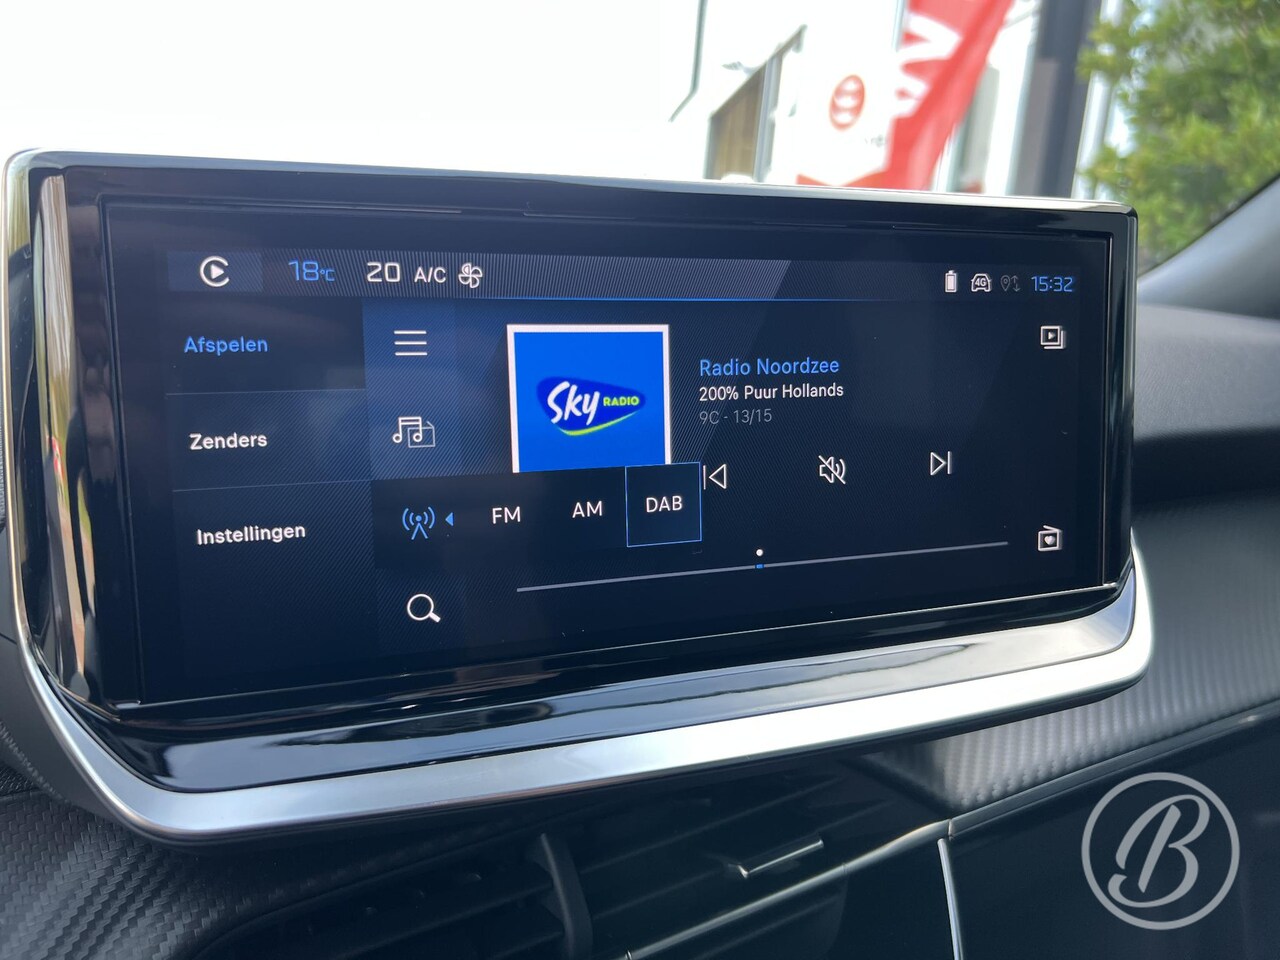 18°C 20 A/C 4G 15:32
Afspelen
Zenders
Instellingen
Sky RADIO
Radio Noordzee
200% Puur Hollands
9C - 13/15
FM AM DAB
B